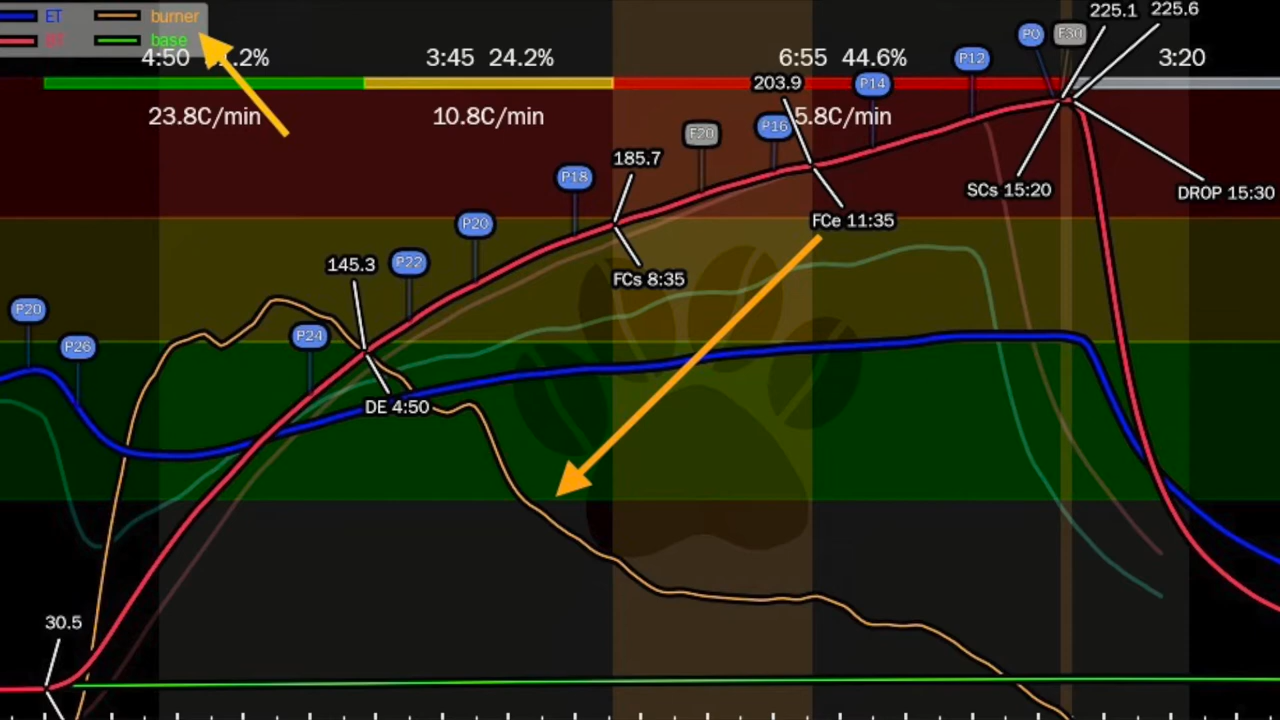 ET burner
BT base
4:50 .2% 3:45 24.2% 6:55 44.6% 3:20
23.8C/min 10.8C/min 5.8C/min
225.1 225.6
P0 F30
P12
P14
203.9
P16
F20
185.7
P18
P20
P22
145.3
P24
P20
P26
SCs 15:20
DROP 15:30
FCe 11:35
FCs 8:35
DE 4:50
30.5